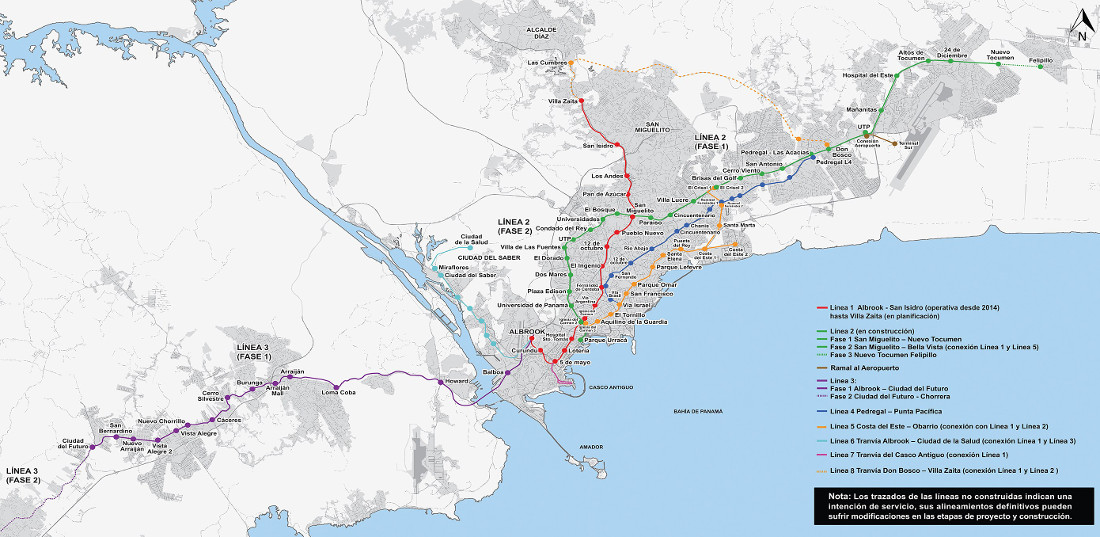 ALCALDE
DÍAZ
Las Cumbres
Villa Zaita
SAN
MIGUELITO
San Isidro
Los Andes
Pan de Azúcar
San
Miguelito
Pueblo Nuevo
12 de
octubre
El Ingenio
Fernández de Córdoba
Vía
Argentina
Hospital
Sto. Tomás
Lotería
5 de mayo
Curundu
ALBROOK
Balboa
LÍNEA 2
(FASE 1)
Altos de
Tocumen
24 de
Diciembre
Nuevo
Tocumen
Felipillo
Hospital del Este
Mañanitas
UTP
Conexión
Aeropuerto
Terminal
Sur
Don
Bosco
Pedregal L4
Pedregal - Las Acacias
San Antonio
Cerro Viento
Brisas del Golf
El Crisol 1
El Crisol 2
Villa Lucre
Cincuentenario
Paraíso
LÍNEA 2
(FASE 2)
El Bosque
Universidades
Condado del Rey
UTP
Villa de Las Fuentes
El Dorado
Dos Mares
Plaza Edison
Universidad de Panamá
Parque Urracá
Chanis
Cincuentenario
Río Abajo
12 de
octubre
San
Fernando
Vía
Brasil
Santa Marta
Costa
del Este 1
Costa
del Este 2
Puente
del Rey
Santa
Elena
Parque Lefevre
Parque Omar
San Francisco
Vía Israel
El Tornillo
Aquilino de la Guardia
Ciudad
de la Salud
CIUDAD DEL SABER
Miraflores
Ciudad del Saber
CASCO ANTIGUO
BAHÍA DE PANAMÁ
AMADOR
LÍNEA 3
(FASE 1)
Howard
Loma Coba
Arraiján
Arraiján
Mall
Burunga
Cerro
Silvestre
Cáceres
Vista Alegre
Nuevo Chorrillo
Vista
Alegre 2
Nuevo
Arraiján
San
Bernardino
Ciudad
del Futuro
LÍNEA 3
(FASE 2)
N
Línea 1 Albrook - San Isidro (operativa desde 2014)
hasta Villa Zaita (en planificación)
Línea 2 (en construcción)
Fase 1 San Miguelito – Nuevo Tocumen
Fase 2 San Miguelito – Bella Vista (conexión Línea 1 y Línea 5)
Fase 3 Nuevo Tocumen Felipillo
Ramal al Aeropuerto
Línea 3:
Fase 1 Albrook – Ciudad del Futuro
Fase 2 Ciudad del Futuro - Chorrera
Línea 4 Pedregal – Punta Pacífica
Línea 5 Costa del Este – Obarrio (conexión con Línea 1 y Línea 2)
Línea 6 Tranvía Albrook – Ciudad de la Salud (conexión Línea 1 y Línea 3)
Línea 7 Tranvía del Casco Antiguo (conexión Línea 1)
Línea 8 Tranvía Don Bosco – Villa Zaita (conexión Línea 1 y Línea 2 )
Nota: Los trazados de las líneas no construidas indican una
intención de servicio, sus alineamientos definitivos pueden
sufrir modificaciones en las etapas de proyecto y construcción.